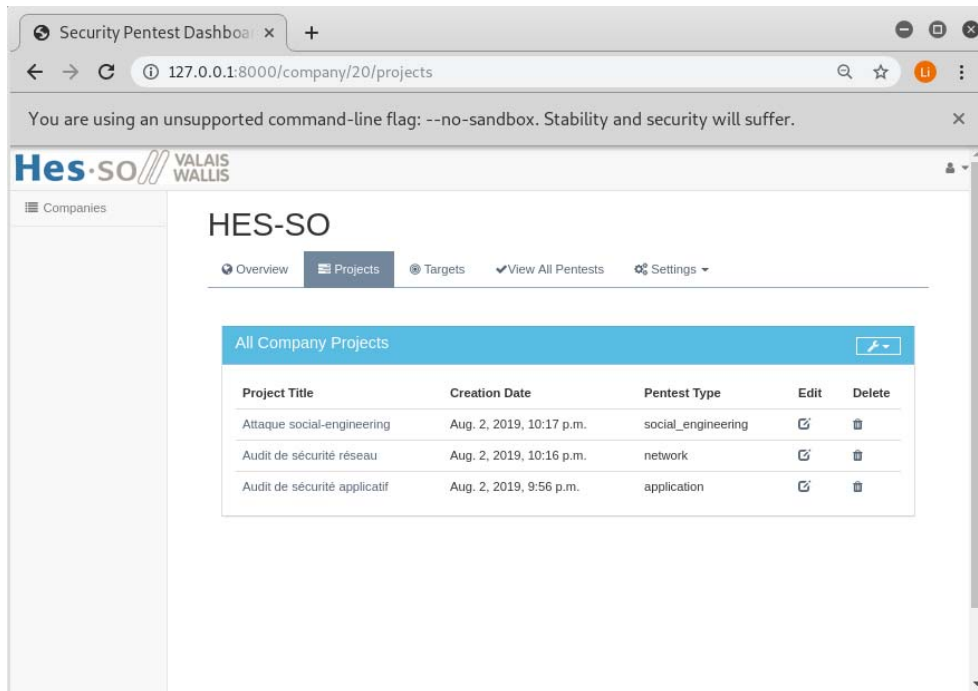 Security Pentest Dashboar
127.0.0.1:8000/company/20/projects
Li
You are using an unsupported command-line flag: --no-sandbox. Stability and security will suffer.
Hes·so// VALAIS WALLIS
Companies
HES-SO
Overview Projects Targets View All Pentests Settings
All Company Projects
Project Title Creation Date Pentest Type Edit Delete
Attaque social-engineering Aug. 2, 2019, 10:17 p.m. social_engineering
Audit de sécurité réseau Aug. 2, 2019, 10:16 p.m. network
Audit de sécurité applicatif Aug. 2, 2019, 9:56 p.m. application